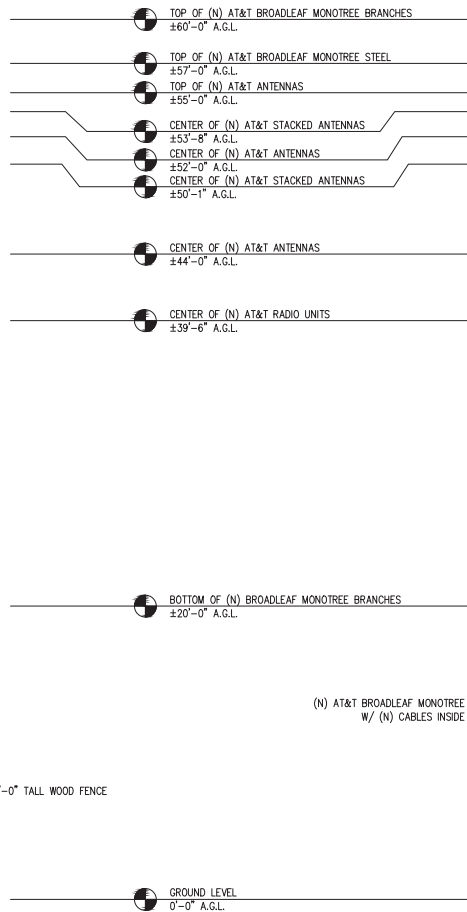 TOP OF (N) AT&T BROADLEAF MONOTREE BRANCHES
±60'-0" A.G.L.
TOP OF (N) AT&T BROADLEAF MONOTREE STEEL
±57'-0" A.G.L.
TOP OF (N) AT&T ANTENNAS
±55'-0" A.G.L.
CENTER OF (N) AT&T STACKED ANTENNAS
±53'-8" A.G.L.
CENTER OF (N) AT&T ANTENNAS
±52'-0" A.G.L.
CENTER OF (N) AT&T STACKED ANTENNAS
±50'-1" A.G.L.
CENTER OF (N) AT&T ANTENNAS
±44'-0" A.G.L.
CENTER OF (N) AT&T RADIO UNITS
±39'-6" A.G.L.
BOTTOM OF (N) BROADLEAF MONOTREE BRANCHES
±20'-0" A.G.L.
(N) AT&T BROADLEAF MONOTREE
W/ (N) CABLES INSIDE
'-0" TALL WOOD FENCE
GROUND LEVEL
0'-0" A.G.L.